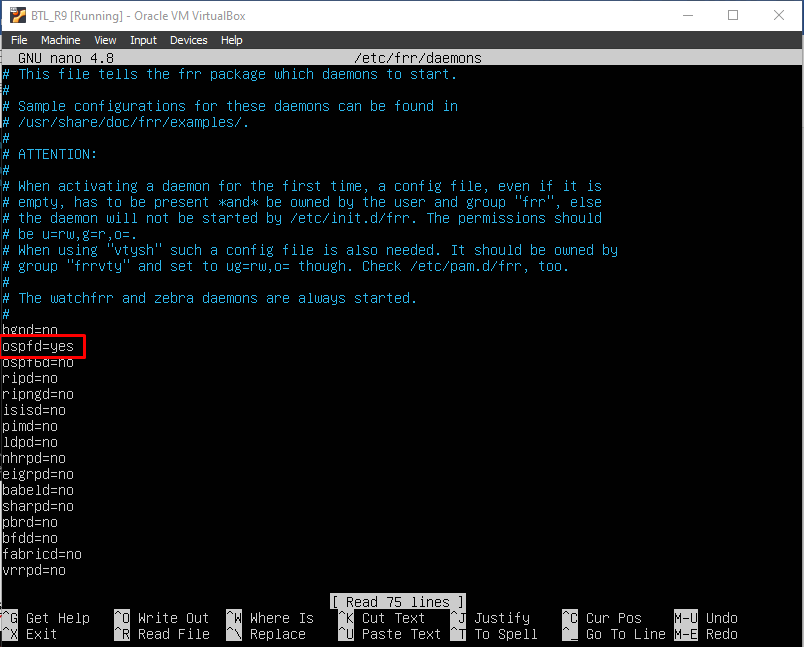 BTL_R9 [Running] - Oracle VM VirtualBox
File Machine View Input Devices Help
GNU nano 4.8 /etc/frr/daemons
# This file tells the frr package which daemons to start.
#
# Sample configurations for these daemons can be found in
# /usr/share/doc/frr/examples/.
#
# ATTENTION:
#
# When activating a daemon for the first time, a config file, even if it is
# empty, has to be present *and* be owned by the user and group "frr", else
# the daemon will not be started by /etc/init.d/frr. The permissions should
# be u=rw,g=r,o=.
# When using "vtysh" such a config file is also needed. It should be owned by
# group "frrvty" and set to ug=rw,o= though. Check /etc/pam.d/frr, too.
#
# The watchfrr and zebra daemons are always started.
#
bgpd=no
ospfd=yes
ospf6d=no
ripd=no
ripngd=no
isisd=no
pimd=no
ldpd=no
nhrpd=no
eigrpd=no
babeld=no
sharpd=no
pbrd=no
bfdd=no
fabricd=no
vrrpd=no
[ Read 75 lines ]
^G Get Help ^O Write Out ^W Where Is ^K Cut Text ^J Justify ^C Cur Pos M-U Undo
^X Exit ^R Read File ^\ Replace ^U Paste Text ^T To Spell ^_ Go To Line M-E Redo